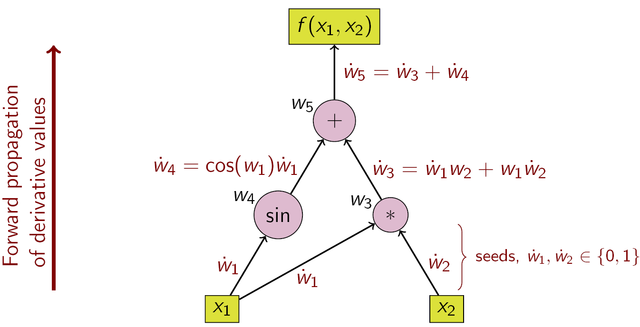 f(x₁, x₂)
ẇ₅ = ẇ₃ + ẇ₄
w₅
+
ẇ₄ = cos(w₁)ẇ₁
ẇ₃ = ẇ₁w₂ + w₁ẇ₂
w₄
sin
w₃
*
ẇ₁
ẇ₁
ẇ₂
seeds, ẇ₁, ẇ₂ ∈ {0, 1}
x₁
x₂
Forward propagation
of derivative values